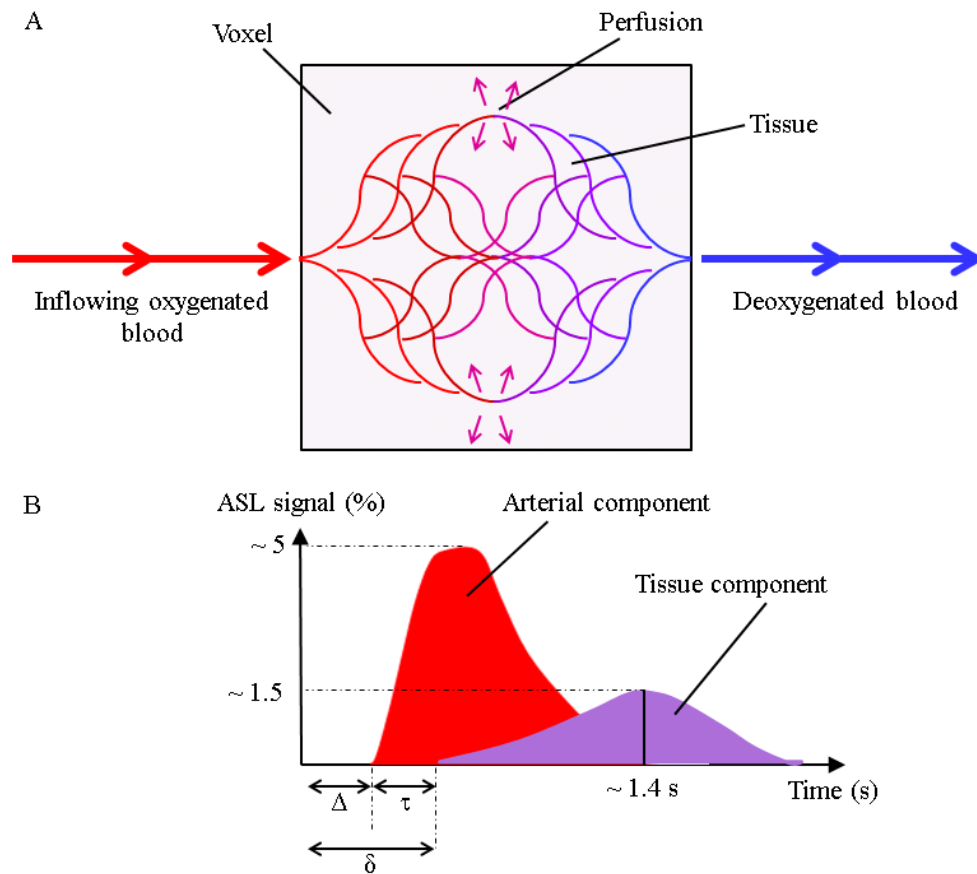 A
Voxel
Perfusion
Tissue
Inflowing oxygenated
blood
Deoxygenated blood
B
ASL signal (%)
Arterial component
~ 5
Tissue component
~ 1.5
~ 1.4 s
Time (s)
Δ
τ
δ